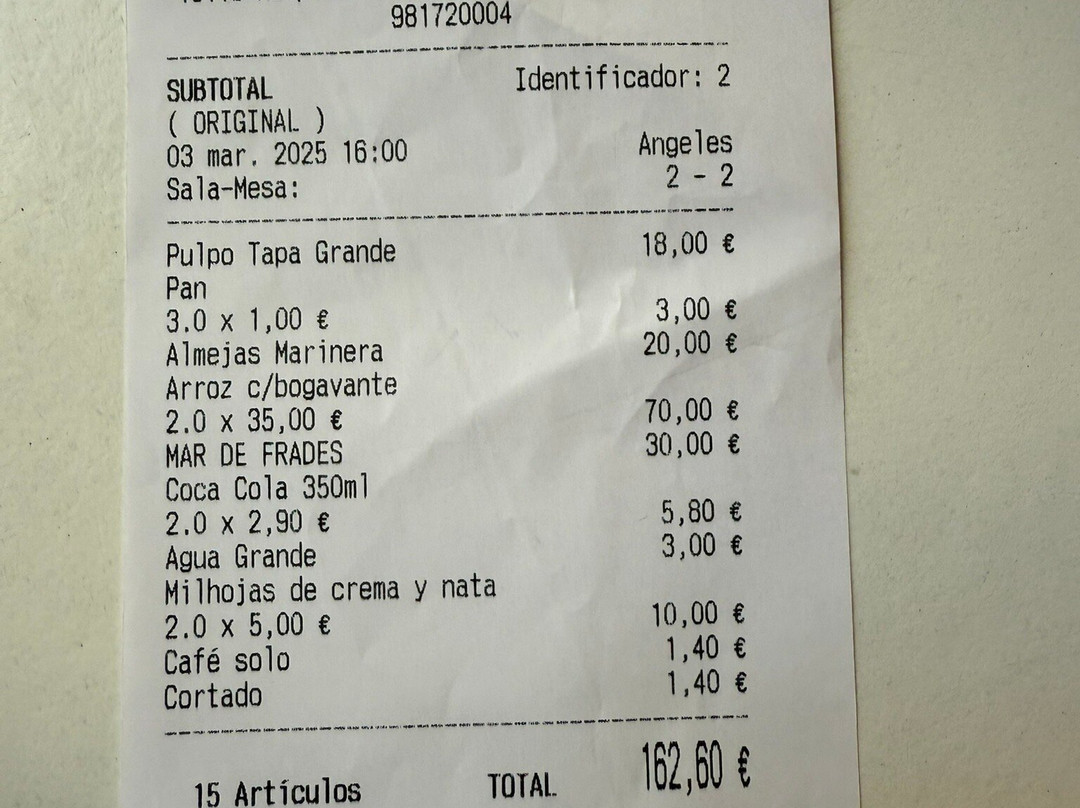 981720004
SUBTOTAL Identificador: 2
( ORIGINAL )
03 mar. 2025 16:00 Angeles
Sala-Mesa: 2 - 2
Pulpo Tapa Grande 18,00 €
Pan
3.0 x 1,00 € 3,00 €
Almejas Marinera 20,00 €
Arroz c/bogavante
2.0 x 35,00 € 70,00 €
MAR DE FRADES 30,00 €
Coca Cola 350ml
2.0 x 2,90 € 5,80 €
Agua Grande 3,00 €
Milhojas de crema y nata
2.0 x 5,00 € 10,00 €
Café solo 1,40 €
Cortado 1,40 €
15 Artículos TOTAL 162,60 €